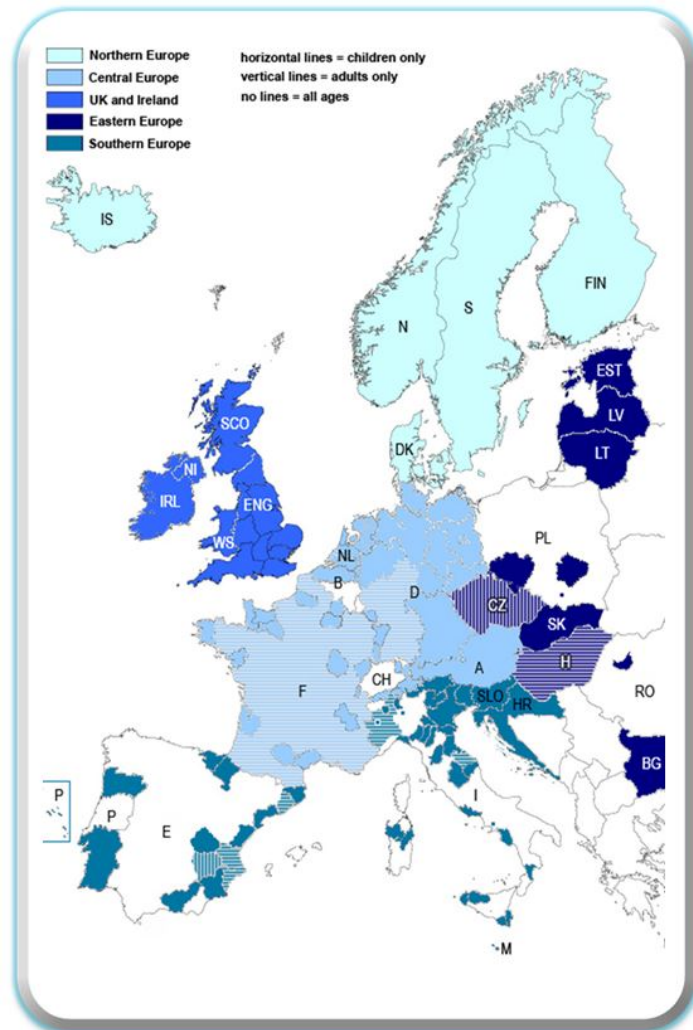 Northern Europe
Central Europe
UK and Ireland
Eastern Europe
Southern Europe
horizontal lines = children only
vertical lines = adults only
no lines = all ages
IS
FIN
S
N
EST
SCO
LV
DK
LT
NI
IRL
ENG
WS
PL
NL
B
D
CZ
SK
H
A
CH
F
SLO
HR
RO
BG
P
P
E
I
M